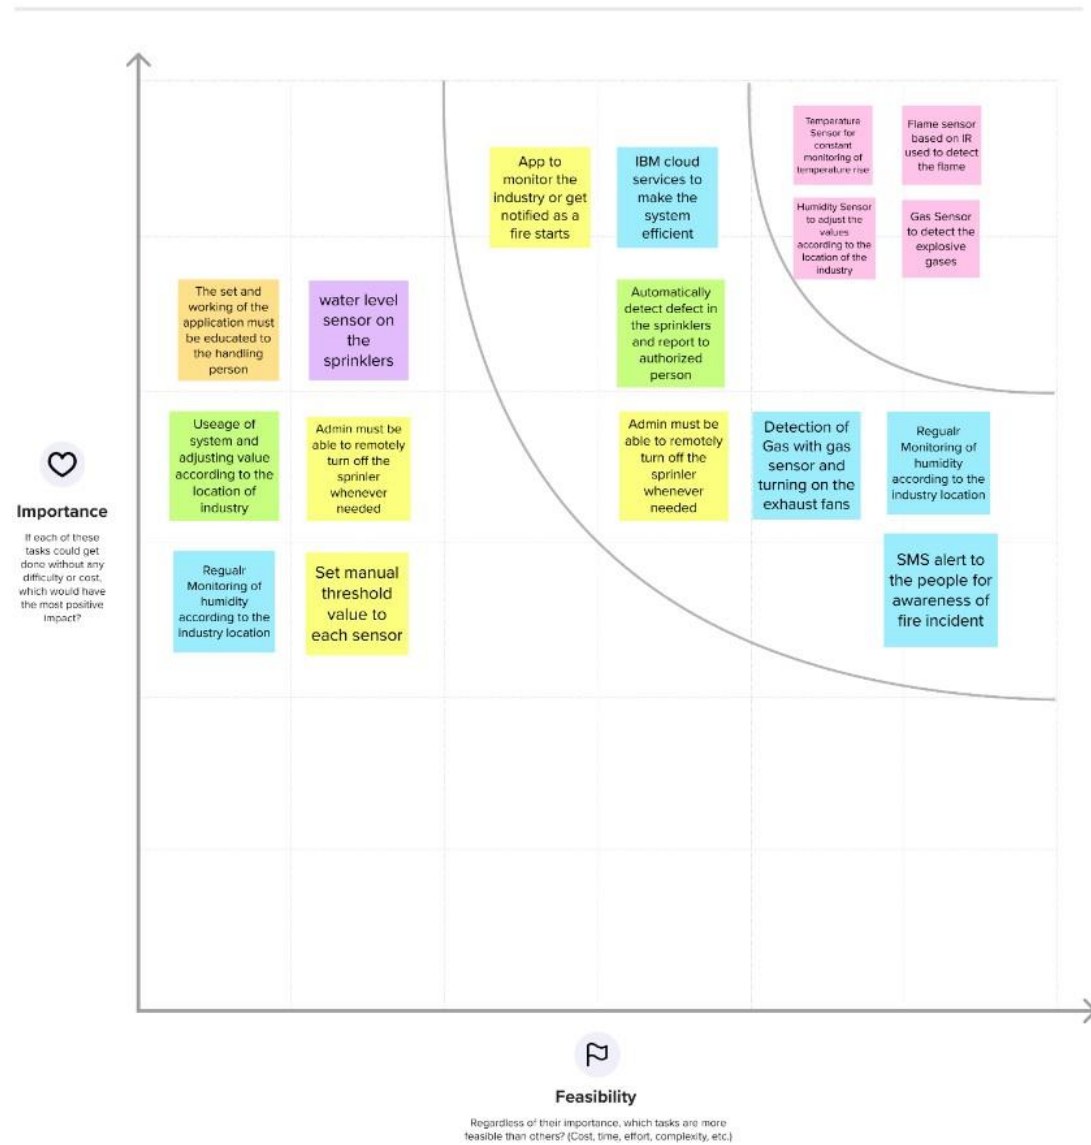 Temperature
Sensor for
constant
monitoring of
temperature rise
Flame sensor
based on IR
used to detect
the flame
App to
monitor the
industry or get
notified as a
fire starts
IBM cloud
services to
make the
system
efficient
Humidity Sensor
to adjust the
values
according to the
location of the
industry
Gas Sensor
to detect the
explosive
gases
The set and
working of the
application must
be educated to
the handling
person
water level
sensor on
the
sprinklers
Automatically
detect defect in
the sprinklers
and report to
authorized
person
Useage of
system and
adjusting value
according to the
location of
industry
Admin must be
able to remotely
turn off the
sprinler
whenever
needed
Admin must be
able to remotely
turn off the
sprinler
whenever
needed
Detection of
Gas with gas
sensor and
turning on the
exhaust fans
Regualr
Monitoring of
humidity
according to the
industry location
Importance
If each of these
tasks could get
done without any
difficulty or cost,
which would have
the most positive
impact?
Regualr
Monitoring of
humidity
according to the
industry location
Set manual
threshold
value to
each sensor
SMS alert to
the people for
awareness of
fire incident
Feasibility
Regardless of their importance, which tasks are more
feasible than others? (Cost, time, effort, complexity, etc.)